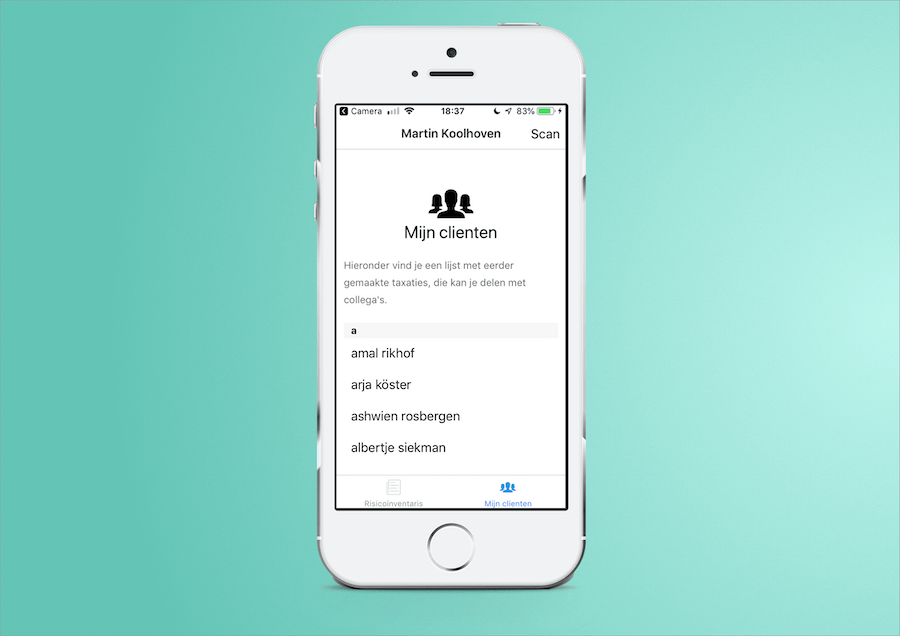 Camera 18:37 83%
Martin Koolhoven Scan
Mijn clienten
Hieronder vind je een lijst met eerder
gemaakte taxaties, die kan je delen met
collega's.
a
amal rikhof
arja köster
ashwien rosbergen
albertje siekman
Risicoinventaris Mijn clienten